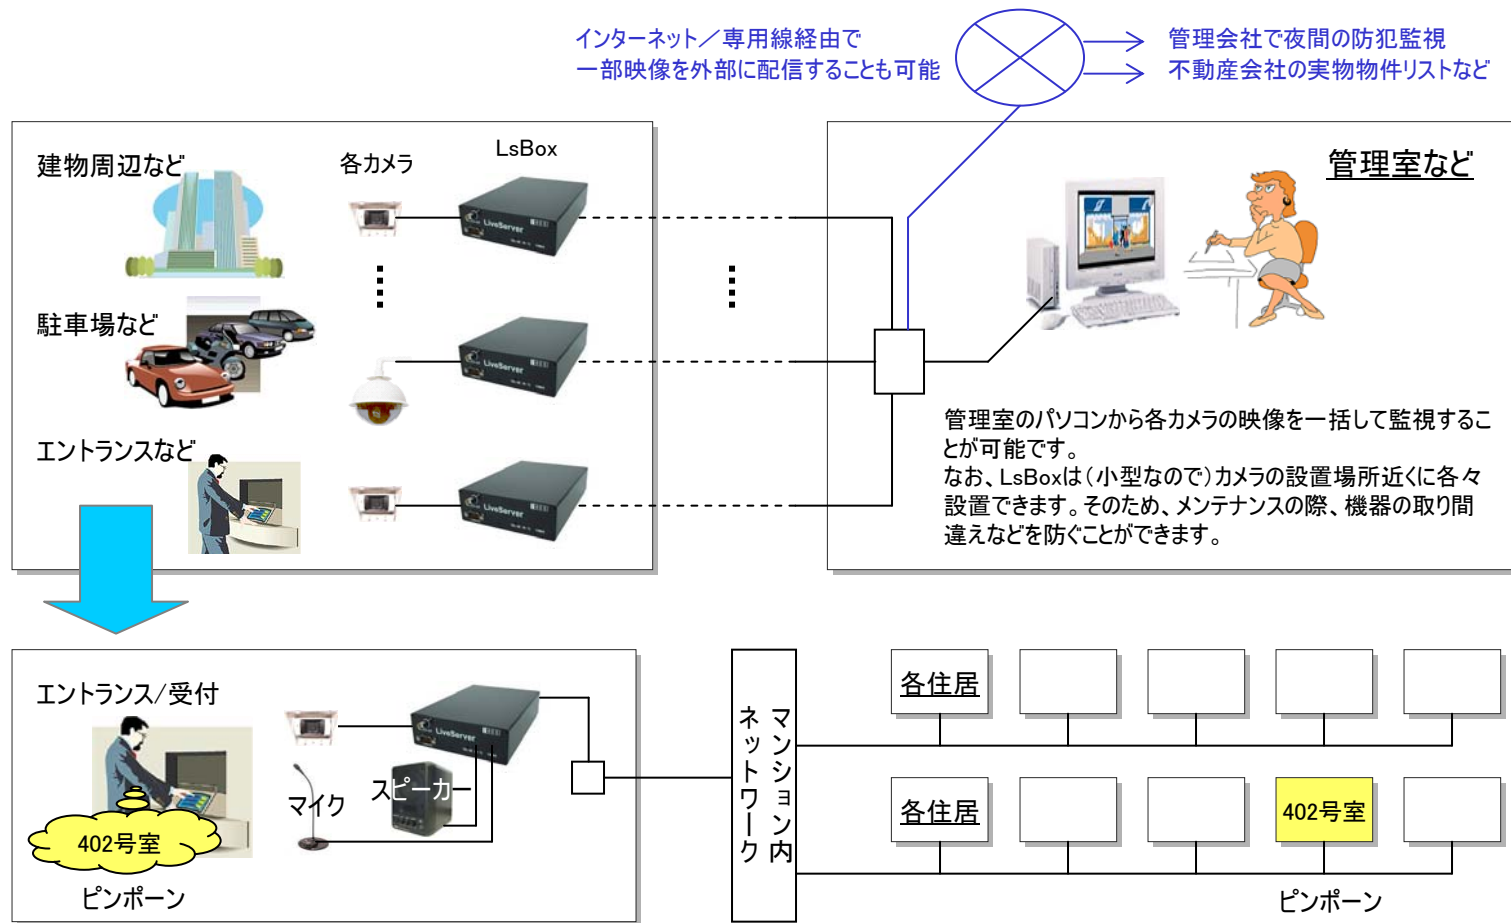 インターネット／専用線経由で
一部映像を外部に配信することも可能
管理会社で夜間の防犯監視
不動産会社の実物物件リストなど
建物周辺など
各カメラ
LsBox
LiveServer
駐車場など
LiveServer
エントランスなど
LiveServer
管理室など
管理室のパソコンから各カメラの映像を一括して監視するこ
とが可能です。
なお、LsBoxは（小型なので）カメラの設置場所近くに各々
設置できます。そのため、メンテナンスの際、機器の取り間
違えなどを防ぐことができます。
エントランス/受付
LiveServer
マイク
スピーカー
402号室
ピンポーン
マンション内
ネットワーク
各住居
各住居
402号室
ピンポーン